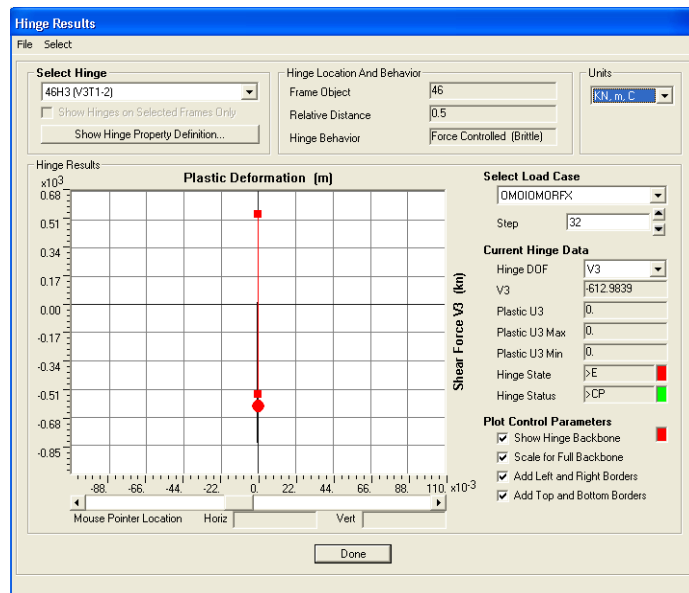 Hinge Results
File Select
Select Hinge
46H3 (V3T1-2)
Show Hinges on Selected Frames Only
Show Hinge Property Definition...
Hinge Location And Behavior
Frame Object 46
Relative Distance 0.5
Hinge Behavior Force Controlled (Brittle)
Units
KN, m, C
Hinge Results
Plastic Deformation (m)
x10^3
0.68
0.51
0.34
0.17
0.00
-0.17
-0.34
-0.51
-0.68
-0.85
-88. -66. -44. -22. 0. 22. 44. 66. 88. 110. x10^-3
Shear Force V3 (kn)
Mouse Pointer Location Horiz Vert
Select Load Case
OMOIOMORFX
Step 32
Current Hinge Data
Hinge DOF V3
V3 -612.9839
Plastic U3 0.
Plastic U3 Max 0.
Plastic U3 Min 0.
Hinge State >E
Hinge Status >CP
Plot Control Parameters
Show Hinge Backbone
Scale for Full Backbone
Add Left and Right Borders
Add Top and Bottom Borders
Done